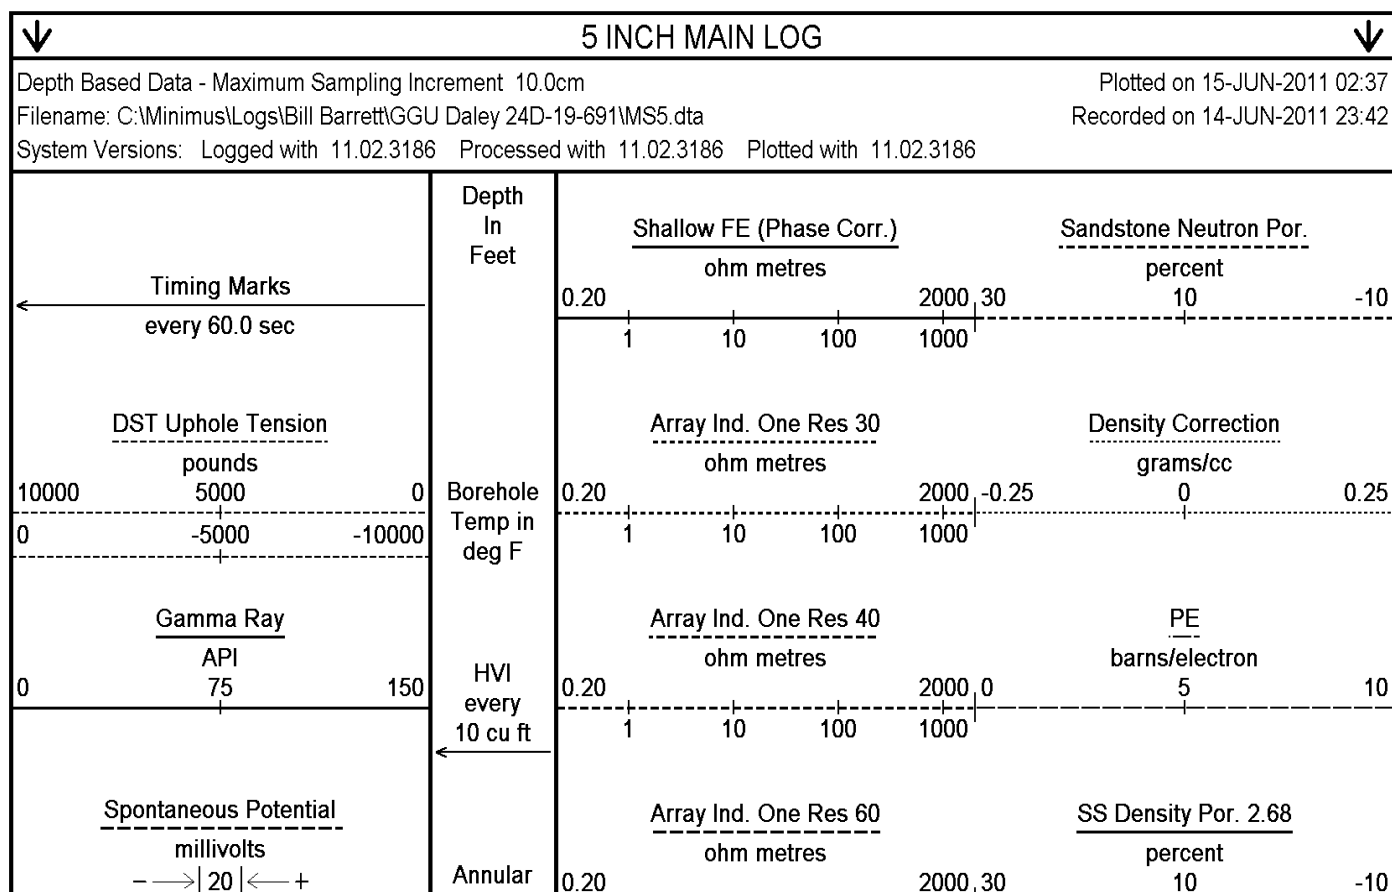 5 INCH MAIN LOG
Depth Based Data - Maximum Sampling Increment 10.0cm
Plotted on 15-JUN-2011 02:37
Filename: C:\Minimus\Logs\Bill Barrett\GGU Daley 24D-19-691\MS5.dta
Recorded on 14-JUN-2011 23:42
System Versions: Logged with 11.02.3186 Processed with 11.02.3186 Plotted with 11.02.3186
Timing Marks
every 60.0 sec
DST Uphole Tension
pounds
10000 5000 0
0 -5000 -10000
Gamma Ray
API
0 75 150
Spontaneous Potential
millivolts
− 20 +
Depth
In
Feet
Borehole
Temp in
deg F
HVI
every
10 cu ft
Annular
Shallow FE (Phase Corr.)
ohm metres
0.20 2000
1 10 100 1000
Array Ind. One Res 30
ohm metres
0.20 2000
1 10 100 1000
Array Ind. One Res 40
ohm metres
0.20 2000
1 10 100 1000
Array Ind. One Res 60
ohm metres
0.20 2000
Sandstone Neutron Por.
percent
30 10 -10
Density Correction
grams/cc
-0.25 0 0.25
PE
barns/electron
0 5 10
SS Density Por. 2.68
percent
30 10 -10